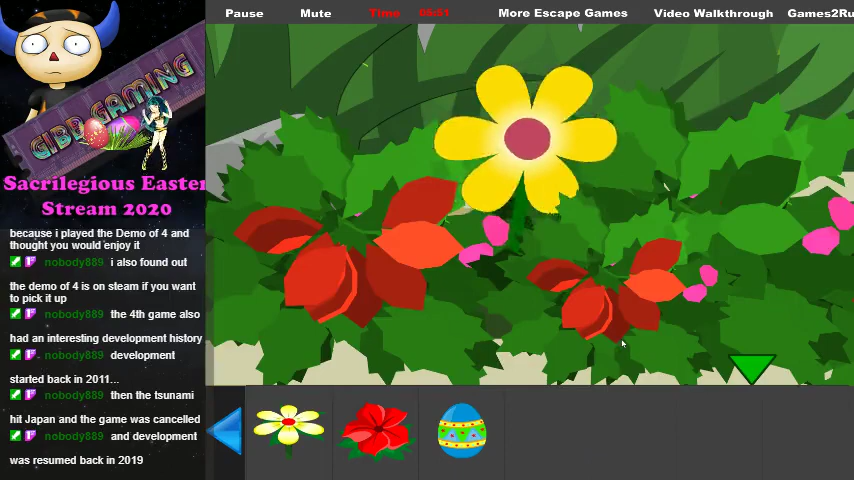 Pause Mute Time 05:51 More Escape Games Video Walkthrough Games2Ru
GIBB GAMING
Sacrilegious Easter
Stream 2020
because i played the Demo of 4 and
thought you would enjoy it
nobody889 i also found out
the demo of 4 is on steam if you want
to pick it up
nobody889 the 4th game also
had an interesting development history
nobody889 development
started back in 2011...
nobody889 then the tsunami
hit Japan and the game was cancelled
nobody889 and development
was resumed back in 2019